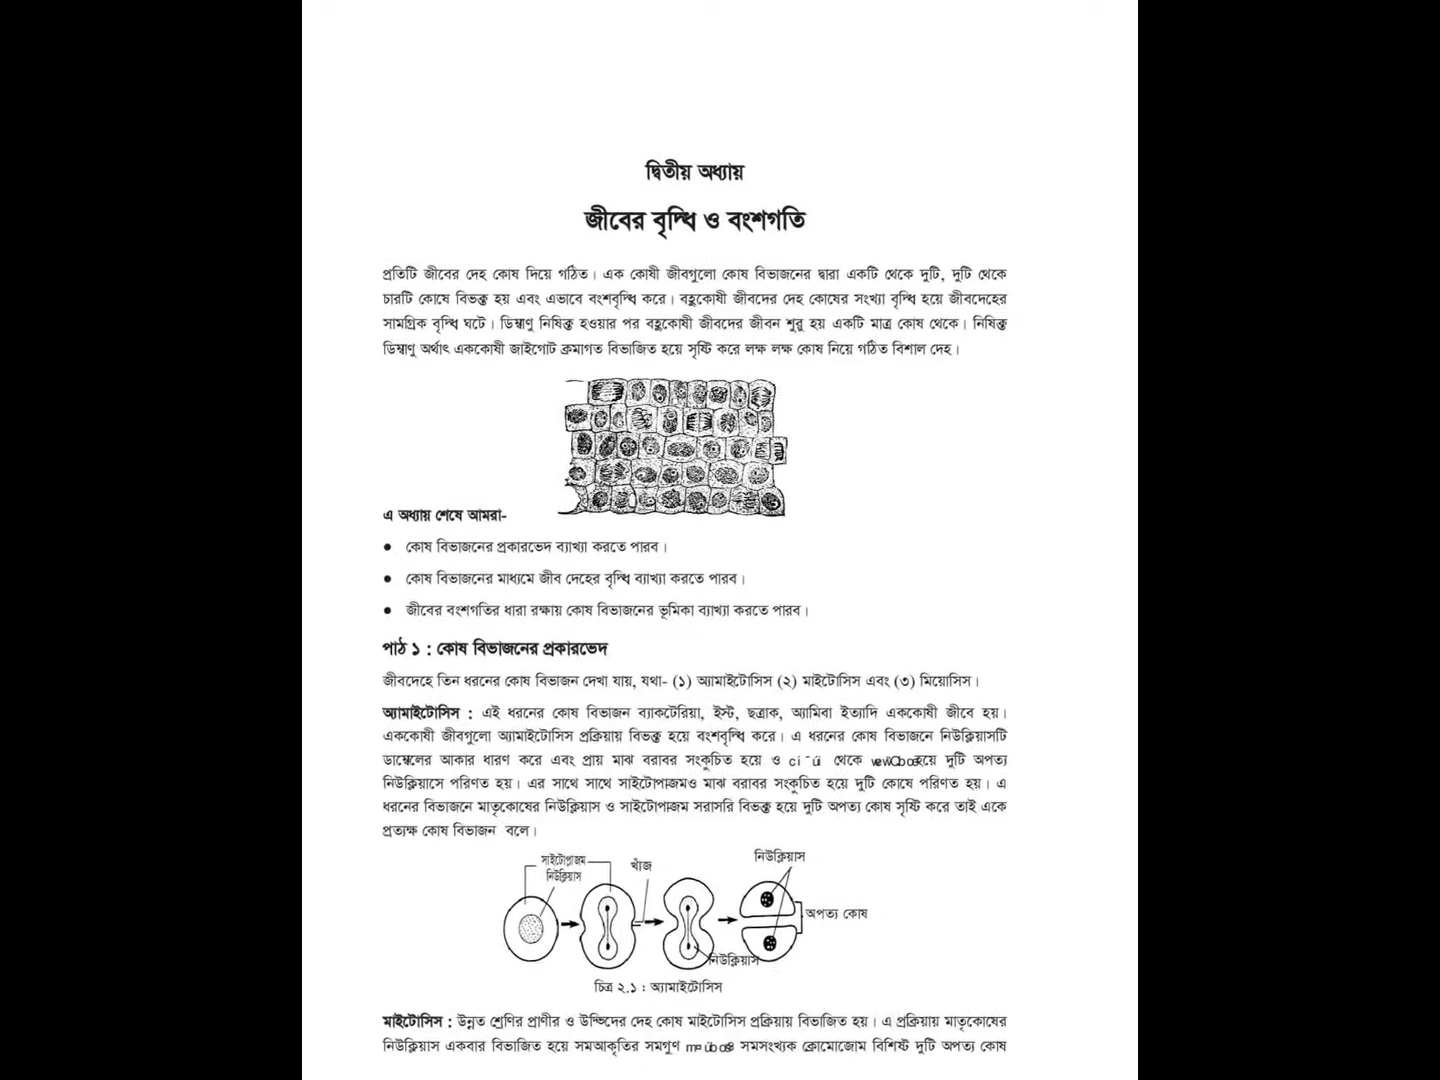 দ্বিতীয় অধ্যায়
জীবের বৃদ্ধি ও বংশগতি
প্রতিটি জীবের দেহ কোষ দিয়ে গঠিত। এক কোষী জীবগুলো কোষ বিভাজনের দ্বারা একটি থেকে দুটি, দুটি থেকে
চারটি কোষে বিভক্ত হয় এবং এভাবে বংশবৃদ্ধি করে। বহুকোষী জীবদের দেহ কোষের সংখ্যা বৃদ্ধি হয়ে জীবদেহের
সামগ্রিক বৃদ্ধি ঘটে। ডিম্বাণু নিষিক্ত হওয়ার পর বহুকোষী জীবদের জীবন শুরু হয় একটি মাত্র কোষ থেকে। নিষিক্ত
ডিম্বাণু অর্থাৎ এককোষী জাইগোট ক্রমাগত বিভাজিত হয়ে সৃষ্টি করে লক্ষ লক্ষ কোষ নিয়ে গঠিত বিশাল দেহ।
এ অধ্যায় শেষে আমরা-
● কোষ বিভাজনের প্রকারভেদ ব্যাখ্যা করতে পারব।
● কোষ বিভাজনের মাধ্যমে জীব দেহের বৃদ্ধি ব্যাখ্যা করতে পারব।
● জীবের বংশগতির ধারা রক্ষায় কোষ বিভাজনের ভূমিকা ব্যাখ্যা করতে পারব।
পাঠ ১ : কোষ বিভাজনের প্রকারভেদ
জীবদেহে তিন ধরনের কোষ বিভাজন দেখা যায়, যথা- (১) অ্যামাইটোসিস (২) মাইটোসিস এবং (৩) মিয়োসিস।
অ্যামাইটোসিস : এই ধরনের কোষ বিভাজন ব্যাকটেরিয়া, ইস্ট, ছত্রাক, অ্যামিবা ইত্যাদি এককোষী জীবে হয়।
এককোষী জীবগুলো অ্যামাইটোসিস প্রক্রিয়ায় বিভক্ত হয়ে বংশবৃদ্ধি করে। এ ধরনের কোষ বিভাজনে নিউক্লিয়াসটি
ডাম্বেলের আকার ধারণ করে এবং প্রায় মাঝ বরাবর সংকুচিত হয়ে ও থেকে হয়ে দুটি অপত্য
নিউক্লিয়াসে পরিণত হয়। এর সাথে সাথে সাইটোপ্লাজমও মাঝ বরাবর সংকুচিত হয়ে দুটি কোষে পরিণত হয়। এ
ধরনের বিভাজনে মাতৃকোষের নিউক্লিয়াস ও সাইটোপ্লাজম সরাসরি বিভক্ত হয়ে দুটি অপত্য কোষ সৃষ্টি করে তাই একে
প্রত্যক্ষ কোষ বিভাজন বলে।
সাইটোপ্লাজম
নিউক্লিয়াস
খাঁজ
নিউক্লিয়াস
অপত্য কোষ
নিউক্লিয়াস
চিত্র ২.১ : অ্যামাইটোসিস
মাইটোসিস : উন্নত শ্রেণির প্রাণীর ও উদ্ভিদের দেহ কোষ মাইটোসিস প্রক্রিয়ায় বিভাজিত হয়। এ প্রক্রিয়ায় মাতৃকোষের
নিউক্লিয়াস একবার বিভাজিত হয়ে সমআকৃতির সমগুণ সমসংখ্যক ক্রোমোজোম বিশিষ্ট দুটি অপত্য কোষ